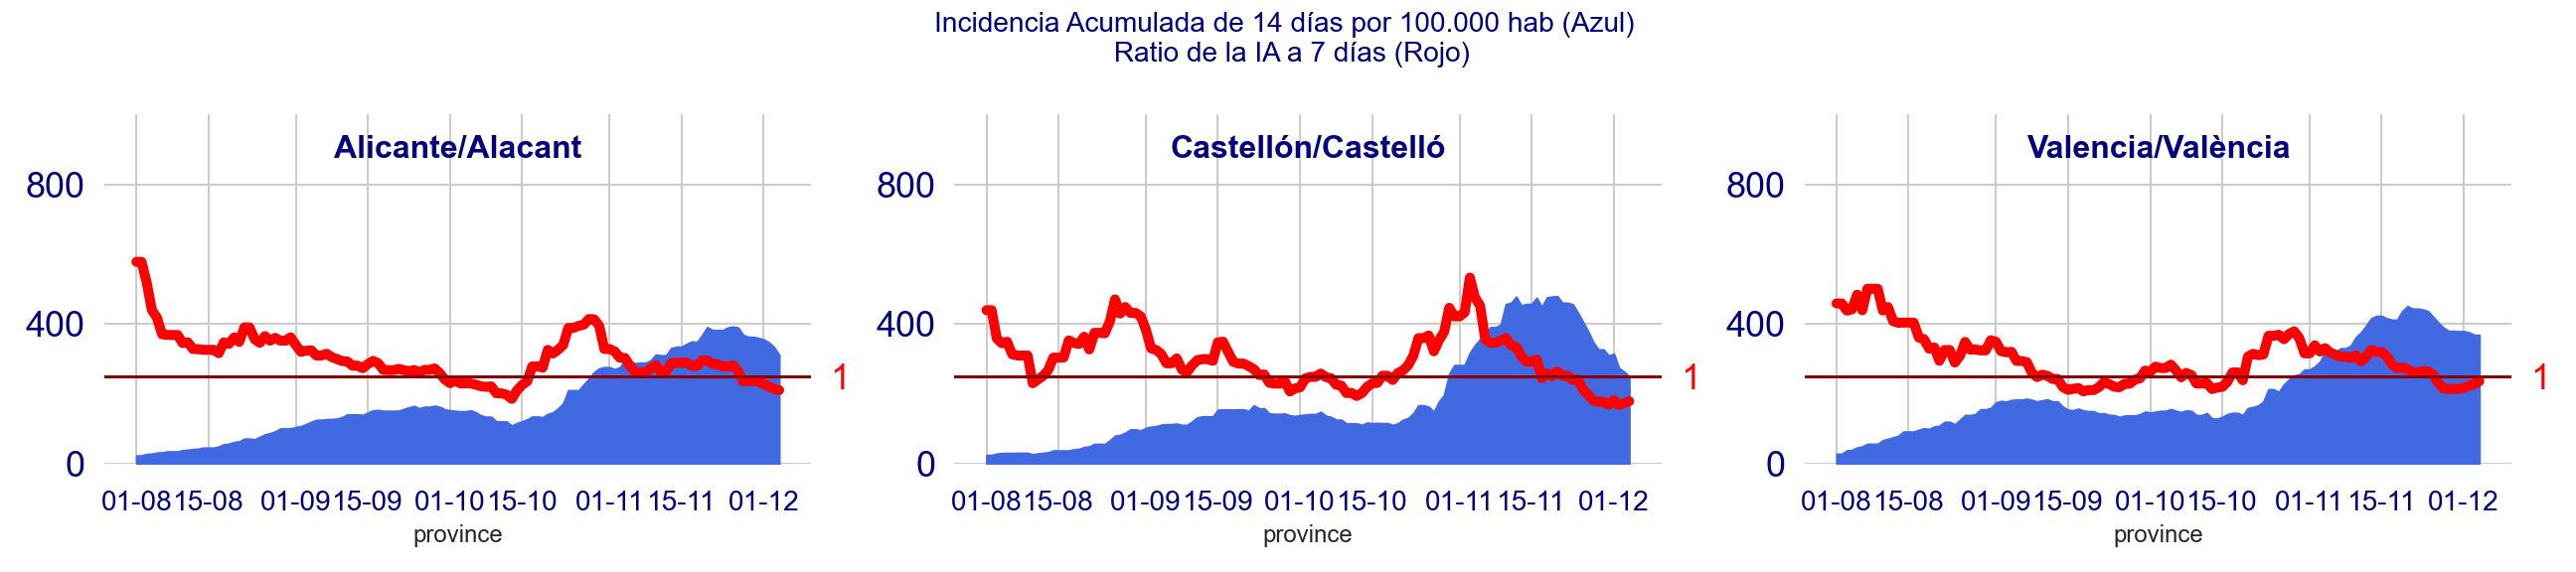 Incidencia Acumulada de 14 días por 100.000 hab (Azul)
Ratio de la IA a 7 días (Rojo)
Alicante/Alacant
800
400
0
1
01-08 15-08 01-09 15-09 01-10 15-10 01-11 15-11 01-12
province
Castellón/Castelló
800
400
0
1
01-08 15-08 01-09 15-09 01-10 15-10 01-11 15-11 01-12
province
Valencia/València
800
400
0
1
01-08 15-08 01-09 15-09 01-10 15-10 01-11 15-11 01-12
province